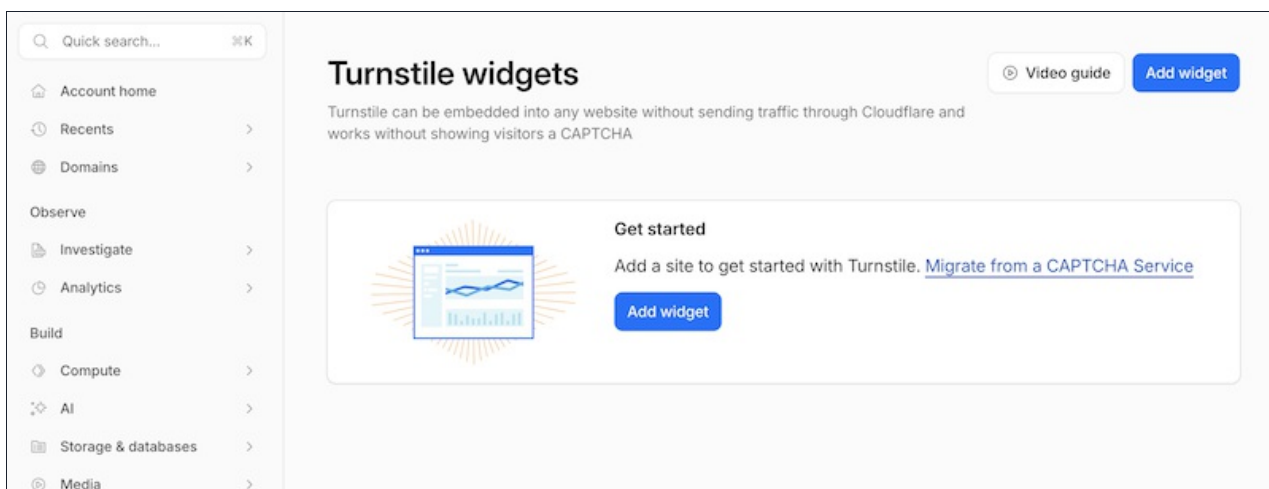 Quick search... ⌘K
Account home
Recents
Domains
Observe
Investigate
Analytics
Build
Compute
AI
Storage & databases
Media
Turnstile widgets
Video guide
Add widget
Turnstile can be embedded into any website without sending traffic through Cloudflare and
works without showing visitors a CAPTCHA
Get started
Add a site to get started with Turnstile. Migrate from a CAPTCHA Service
Add widget